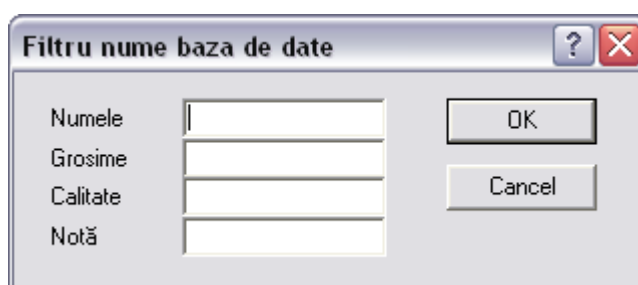 Filtru nume baza de date
Numele
OK
Grosime
Calitate
Cancel
Notă